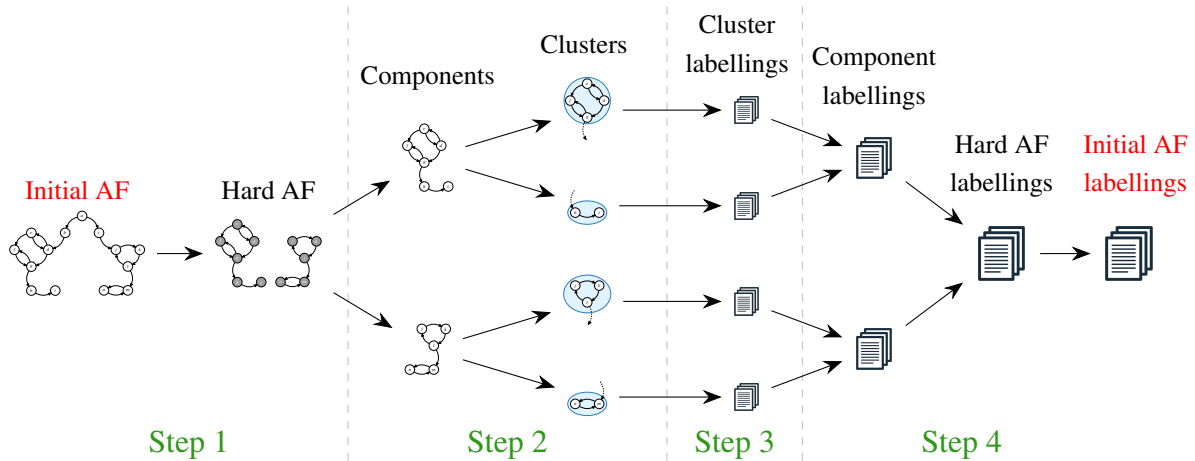 Initial AF
Hard AF
Components
Clusters
Cluster
labellings
Component
labellings
Hard AF
labellings
Initial AF
labellings
Step 1
Step 2
Step 3
Step 4